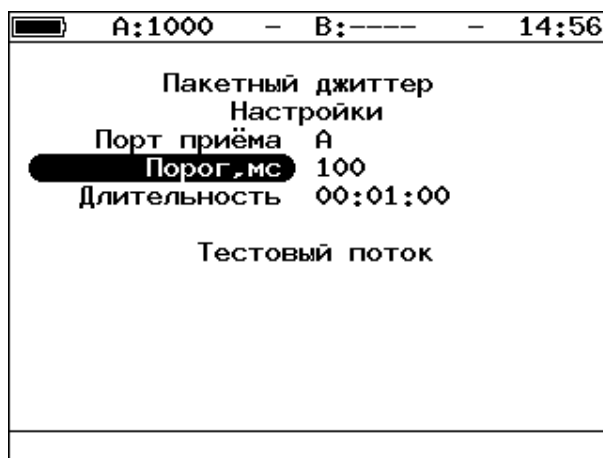 A:1000 – B:---- – 14:56
Пакетный джиттер
Настройки
Порт приёма A
Порог,мс 100
Длительность 00:01:00
Тестовый поток